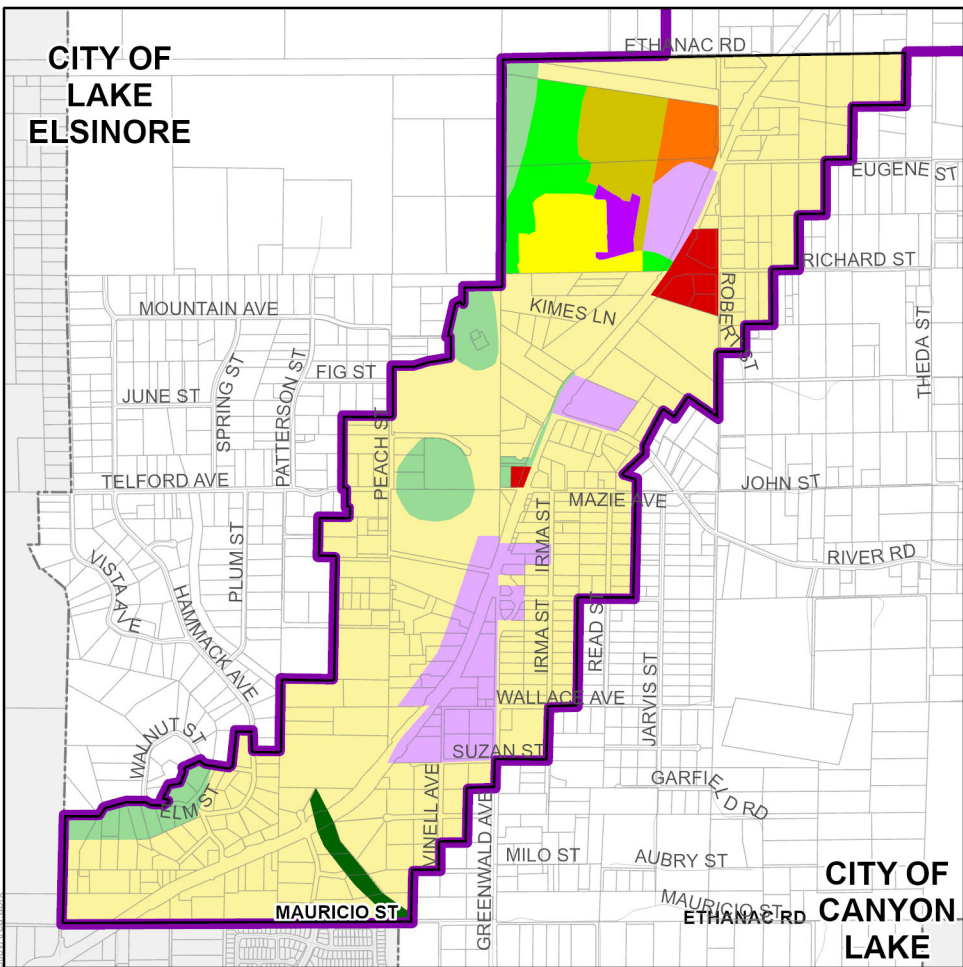 ETHANAC RD
CITY OF
LAKE
ELSINORE
EUGENE ST
RICHARD ST
MOUNTAIN AVE
KIMES LN
ROBERT ST
THEDA ST
SPRING ST
PATTERSON ST
FIG ST
JUNE ST
PEACH ST
TELFORD AVE
MAZIE AVE
JOHN ST
PLUM ST
IRMA ST
RIVER RD
VISTA AVE
HAMMACK AVE
IRMA ST
READ ST
JARVIS ST
WALLACE AVE
WALNUT ST
SUZAN ST
ELM ST
GARFIELD RD
VINELL AVE
GREENWALD AVE
MILO ST
AUBRY ST
CITY OF
CANYON
LAKE
MAURICIO ST
MAURICIO ST
ETHANAC RD